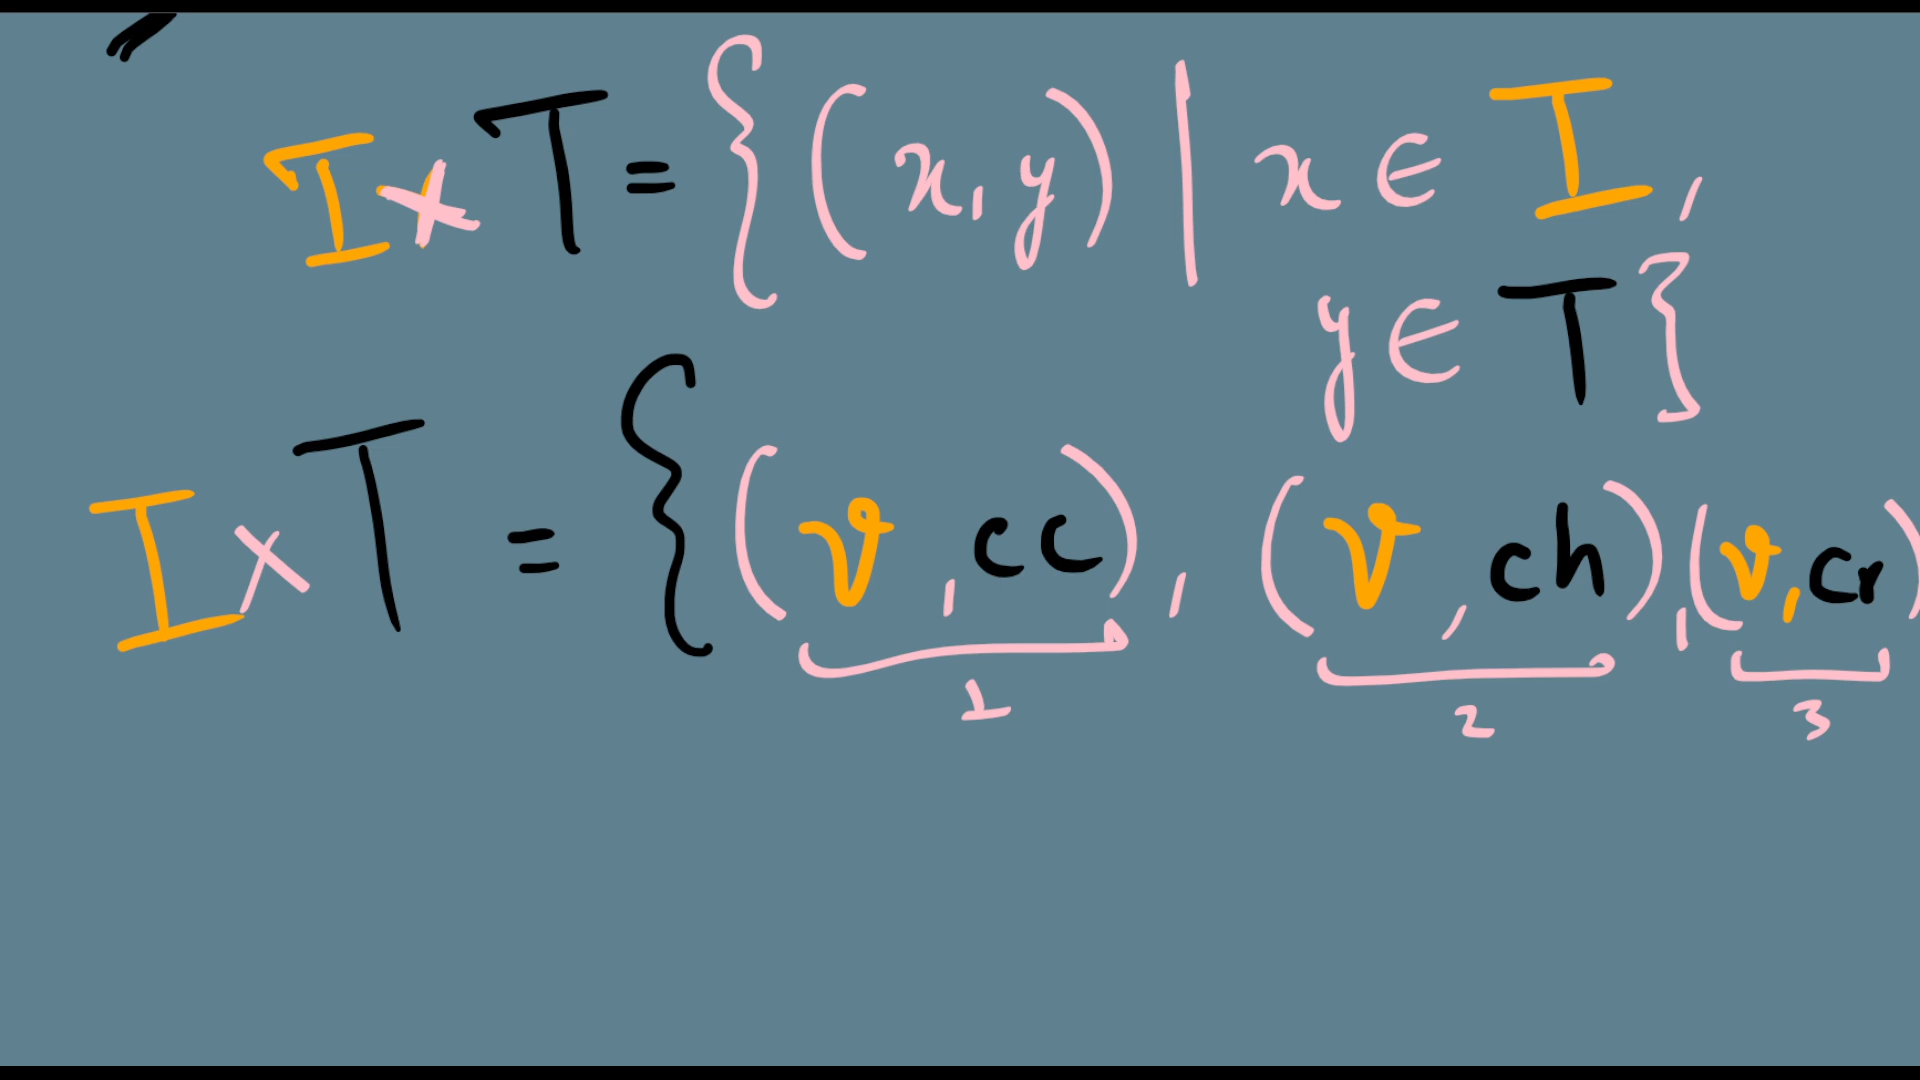 I × T = { (x, y) | x ∈ I,
y ∈ T }
I × T = { (v, cc), (v, ch), (v, cr)
1 2 3